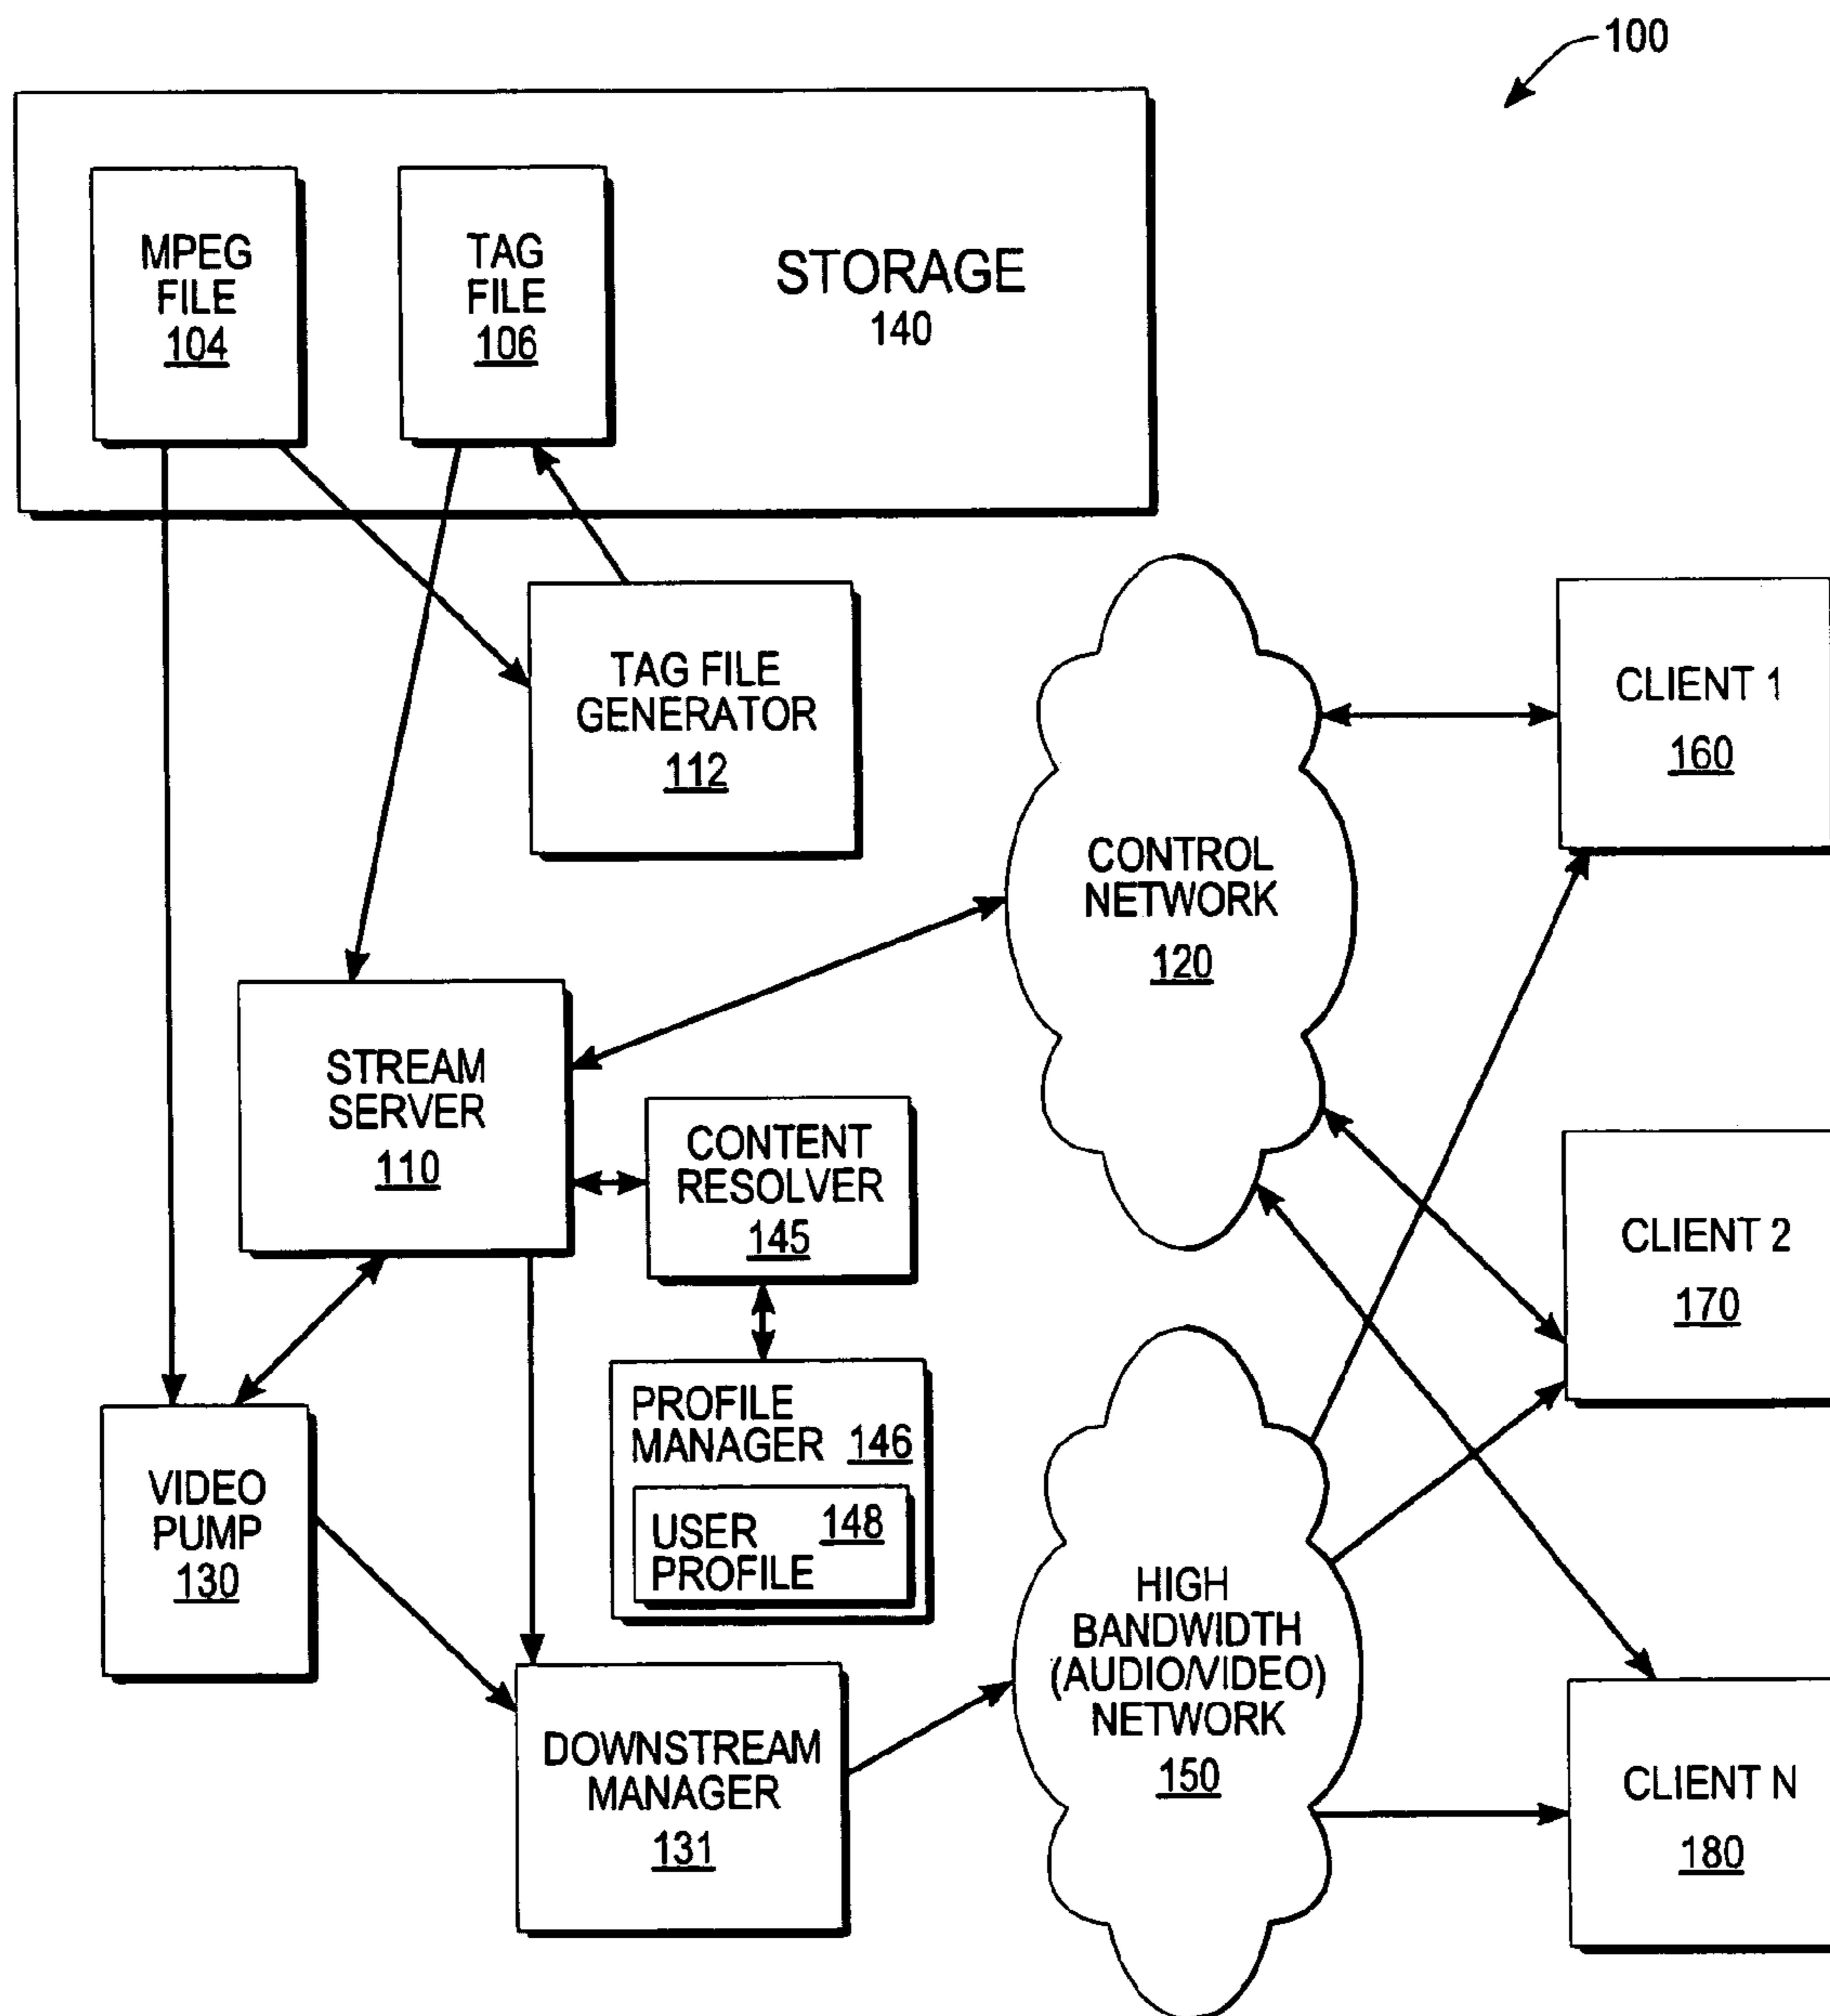 100
MPEG
FILE
104
TAG
FILE
106
STORAGE
140
TAG FILE
GENERATOR
112
CLIENT 1
160
CONTROL
NETWORK
120
STREAM
SERVER
110
CONTENT
RESOLVER
145
CLIENT 2
170
PROFILE
MANAGER 146
USER 148
PROFILE
VIDEO
PUMP
130
HIGH
BANDWIDTH
(AUDIO/VIDEO)
NETWORK
150
DOWNSTREAM
MANAGER
131
CLIENT N
180